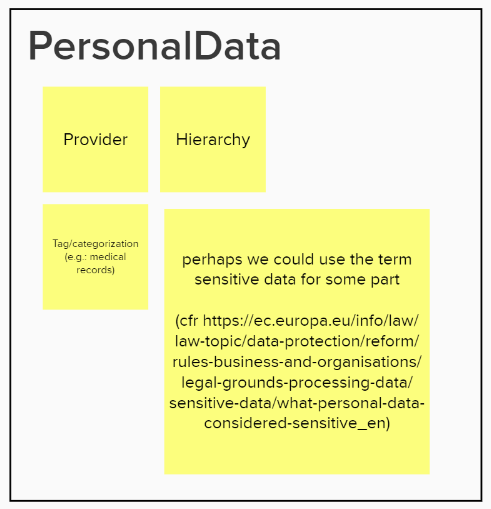 PersonalData
Provider
Hierarchy
Tag/categorization
(e.g.: medical
records)
perhaps we could use the term
sensitive data for some part
(cfr https://ec.europa.eu/info/law/
law-topic/data-protection/reform/
rules-business-and-organisations/
legal-grounds-processing-data/
sensitive-data/what-personal-data-
considered-sensitive_en)